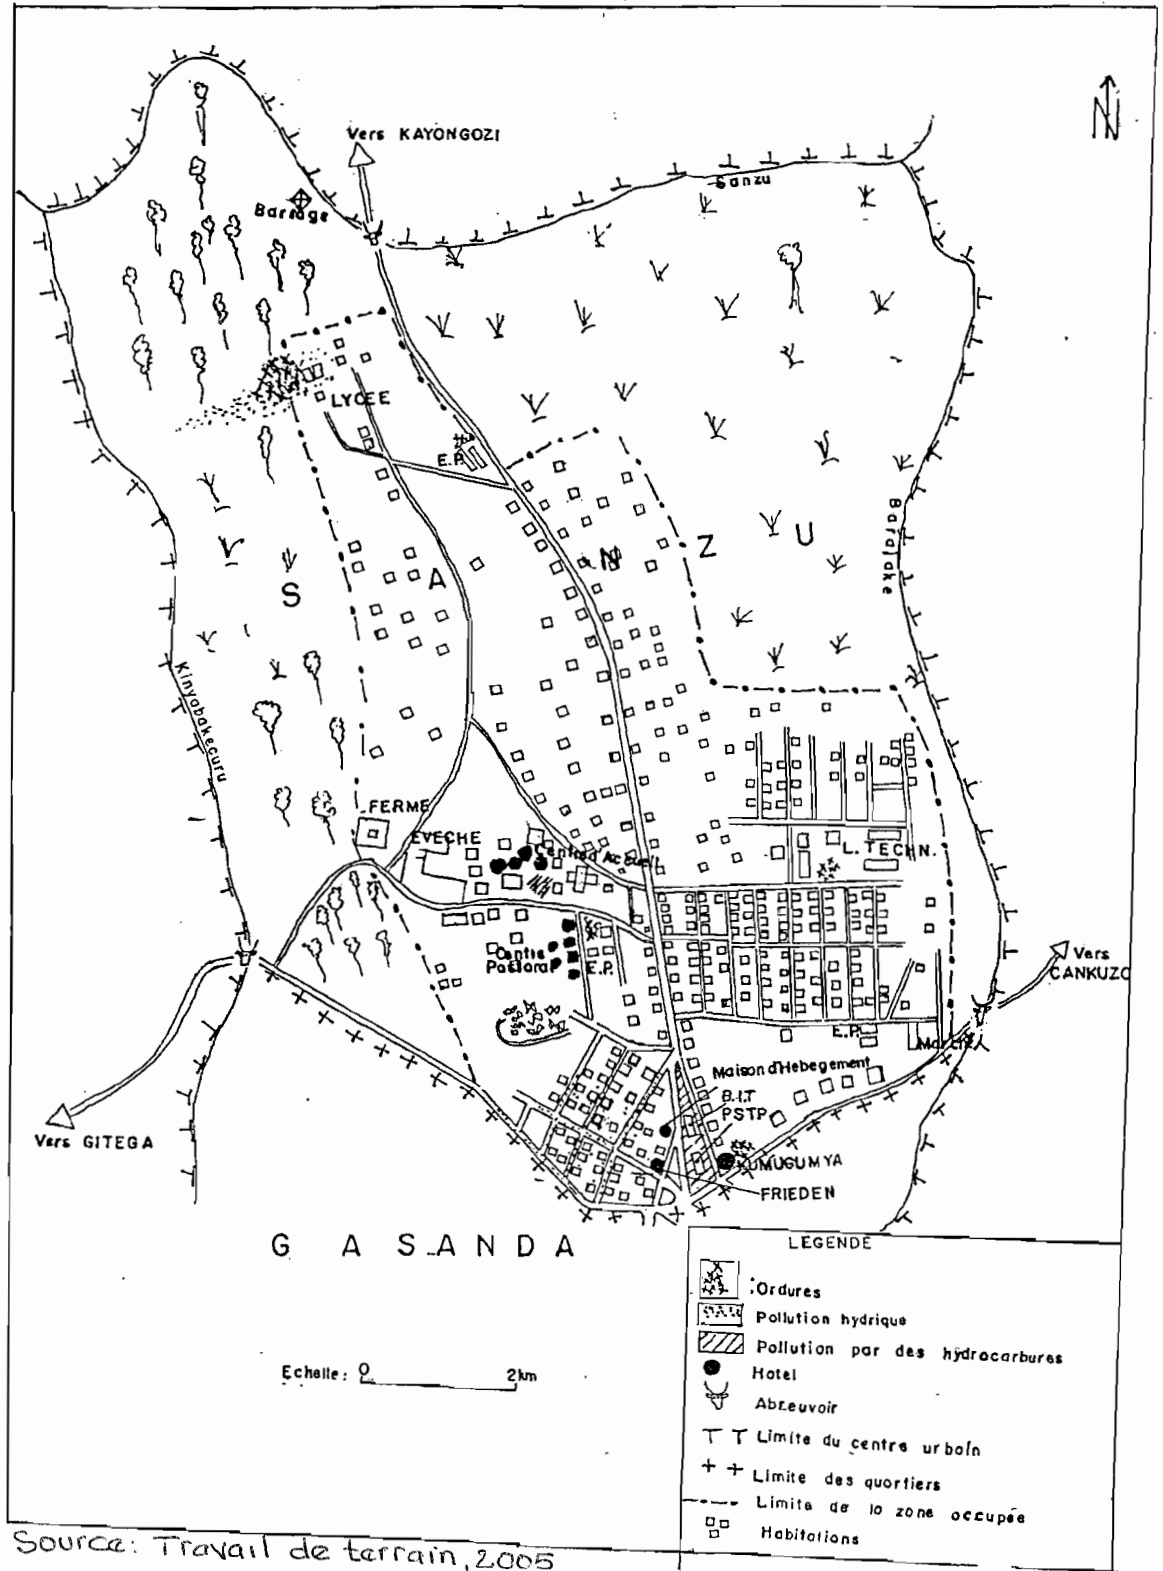 N
Vers KAYONGOZI
Sanzu
Barrage
LYCEE
E.P.
Barajake
S A N Z U
Kinyobakecuru
FERME
EVECHE
Centre d'Accueil
L. TECHN.
Centre
Pastoral
E.P.
Vers
CANKUZO
E.P.
Marché
Maison d'Hebegement
B.I.T
PSTP
KUMUGUMYA
FRIEDEN
Vers GITEGA
G A S A N D A
Echelle: 0 2km
LEGENDE
Ordures
Pollution hydrique
Pollution par des hydrocarbures
Hotel
Abreuvoir
Limite du centre urbain
Limite des quartiers
Limite de la zone occupée
Habitations
Source: Travail de terrain, 2005